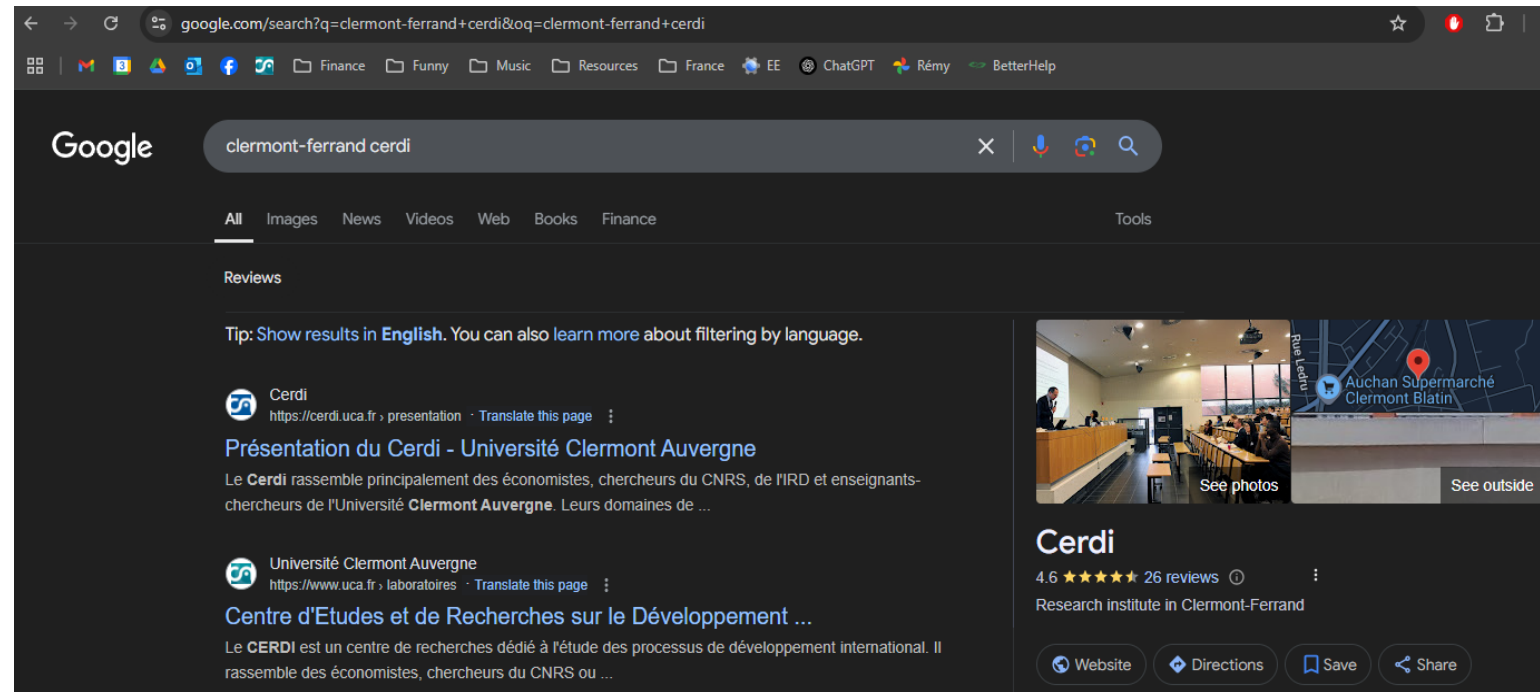 google.com/search?q=clermont-ferrand+cerdi&oq=clermont-ferrand+cerdi
3 Finance Funny Music Resources France EE ChatGPT Rémy BetterHelp
Google
clermont-ferrand cerdi
All Images News Videos Web Books Finance Tools
Reviews
Tip: Show results in English. You can also learn more about filtering by language.
Cerdi
https://cerdi.uca.fr › presentation · Translate this page
Présentation du Cerdi - Université Clermont Auvergne
Le Cerdi rassemble principalement des économistes, chercheurs du CNRS, de l'IRD et enseignants-
chercheurs de l'Université Clermont Auvergne. Leurs domaines de ...
Université Clermont Auvergne
https://www.uca.fr › laboratoires · Translate this page
Centre d'Etudes et de Recherches sur le Développement ...
Le CERDI est un centre de recherches dédié à l'étude des processus de développement international. Il
rassemble des économistes, chercheurs du CNRS ou ...
See photos
Rue Ledru
Auchan Supermarché
Clermont Blatin
See outside
Cerdi
4.6 26 reviews
Research institute in Clermont-Ferrand
Website Directions Save Share